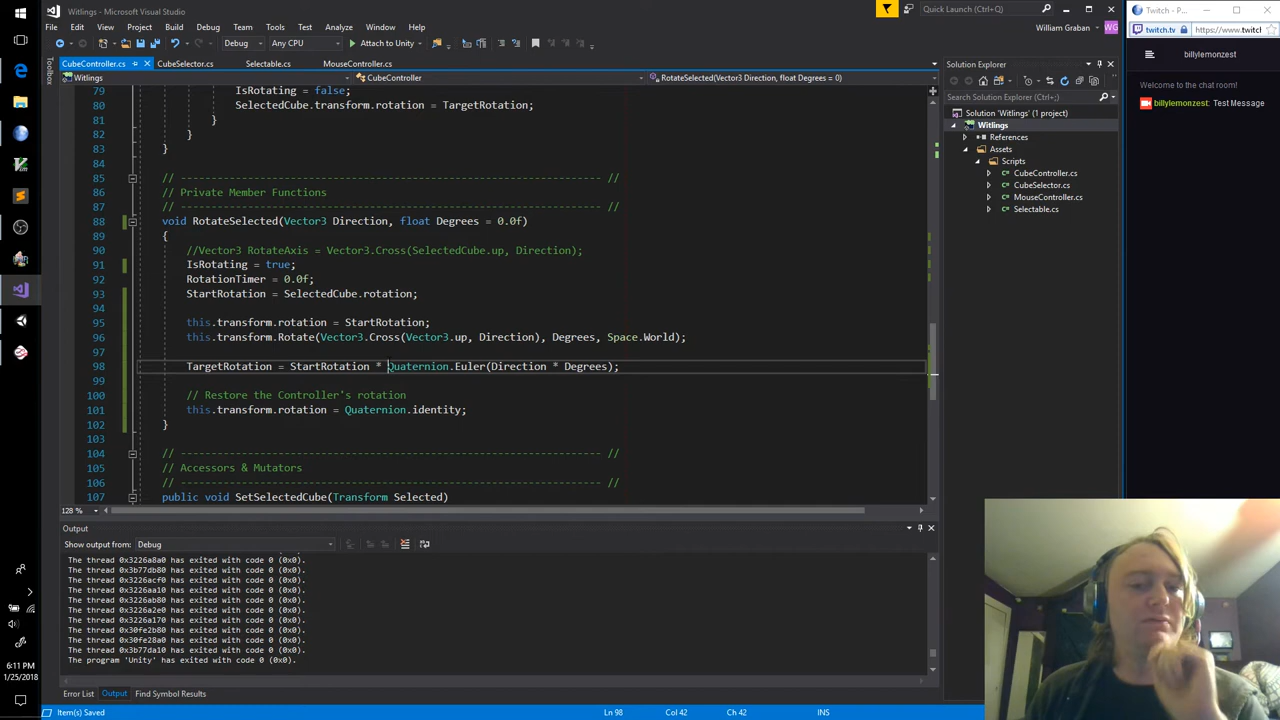 Witlings - Microsoft Visual Studio
Quick Launch (Ctrl+Q)
File Edit View Project Build Debug Team Tools Test Analyze Window Help
William Graban WG
Debug Any CPU Attach to Unity
CubeController.cs CubeSelector.cs Selectable.cs MouseController.cs
Witlings CubeController RotateSelected(Vector3 Direction, float Degrees = 0)
Toolbox
79 IsRotating = false;
80 SelectedCube.transform.rotation = TargetRotation;
81 }
82 }
83 }
84
85 // ---------------------------------------------------------------------- //
86 // Private Member Functions
87 // ---------------------------------------------------------------------- //
88 void RotateSelected(Vector3 Direction, float Degrees = 0.0f)
89 {
90 //Vector3 RotateAxis = Vector3.Cross(SelectedCube.up, Direction);
91 IsRotating = true;
92 RotationTimer = 0.0f;
93 StartRotation = SelectedCube.rotation;
94
95 this.transform.rotation = StartRotation;
96 this.transform.Rotate(Vector3.Cross(Vector3.up, Direction), Degrees, Space.World);
97
98 TargetRotation = StartRotation * Quaternion.Euler(Direction * Degrees);
99
100 // Restore the Controller's rotation
101 this.transform.rotation = Quaternion.identity;
102 }
103
104 // ---------------------------------------------------------------------- //
105 // Accessors & Mutators
106 // ---------------------------------------------------------------------- //
107 public void SetSelectedCube(Transform Selected)
128 %
Output
Show output from: Debug
The thread 0x3226a8a0 has exited with code 0 (0x0).
The thread 0x3b77db80 has exited with code 0 (0x0).
The thread 0x3226acf0 has exited with code 0 (0x0).
The thread 0x3226aa10 has exited with code 0 (0x0).
The thread 0x3226ab80 has exited with code 0 (0x0).
The thread 0x3226a2e0 has exited with code 0 (0x0).
The thread 0x3226a170 has exited with code 0 (0x0).
The thread 0x30fe2b80 has exited with code 0 (0x0).
The thread 0x30fe28a0 has exited with code 0 (0x0).
The thread 0x3b77da10 has exited with code 0 (0x0).
The program 'Unity' has exited with code 0 (0x0).
Error List Output Find Symbol Results
Item(s) Saved Ln 98 Col 42 Ch 42 INS
Solution Explorer
Search Solution Explorer (Ctrl+;)
Solution 'Witlings' (1 project)
Witlings
References
Assets
Scripts
CubeController.cs
CubeSelector.cs
MouseController.cs
Selectable.cs
Twitch - P...
twitch.tv https://www.twitch
billylemonzest
Welcome to the chat room!
billylemonzest: Test Message
6:11 PM
1/25/2018